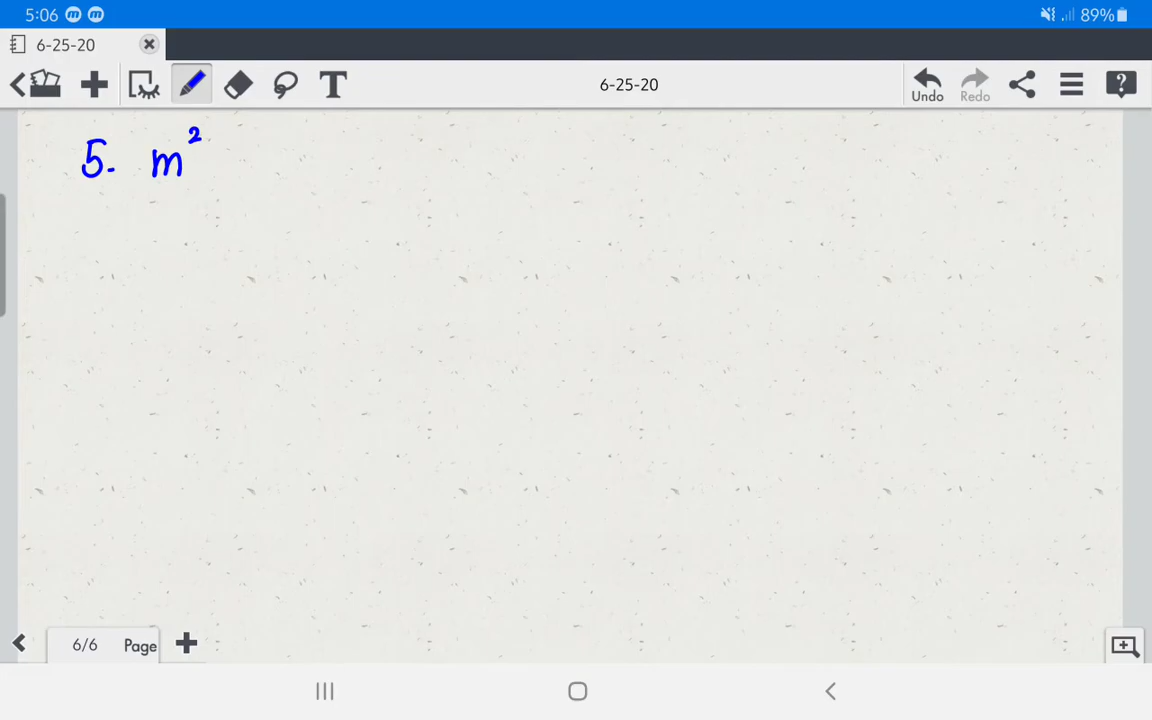 5:06 m m 89%
6-25-20
T 6-25-20 Undo Redo ?
5. m²
6/6 Page